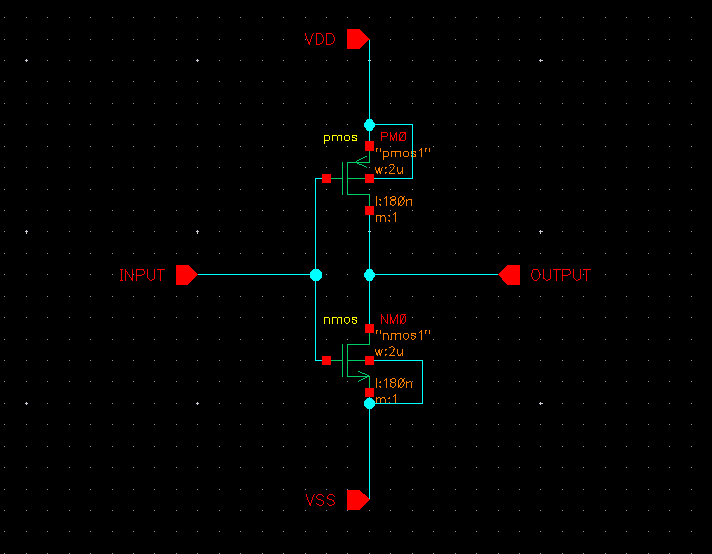 VDD
pmos PM0
"pmos1"
w:2u
l:180n
m:1
INPUT
OUTPUT
nmos NM0
"nmos1"
w:2u
l:180n
m:1
VSS